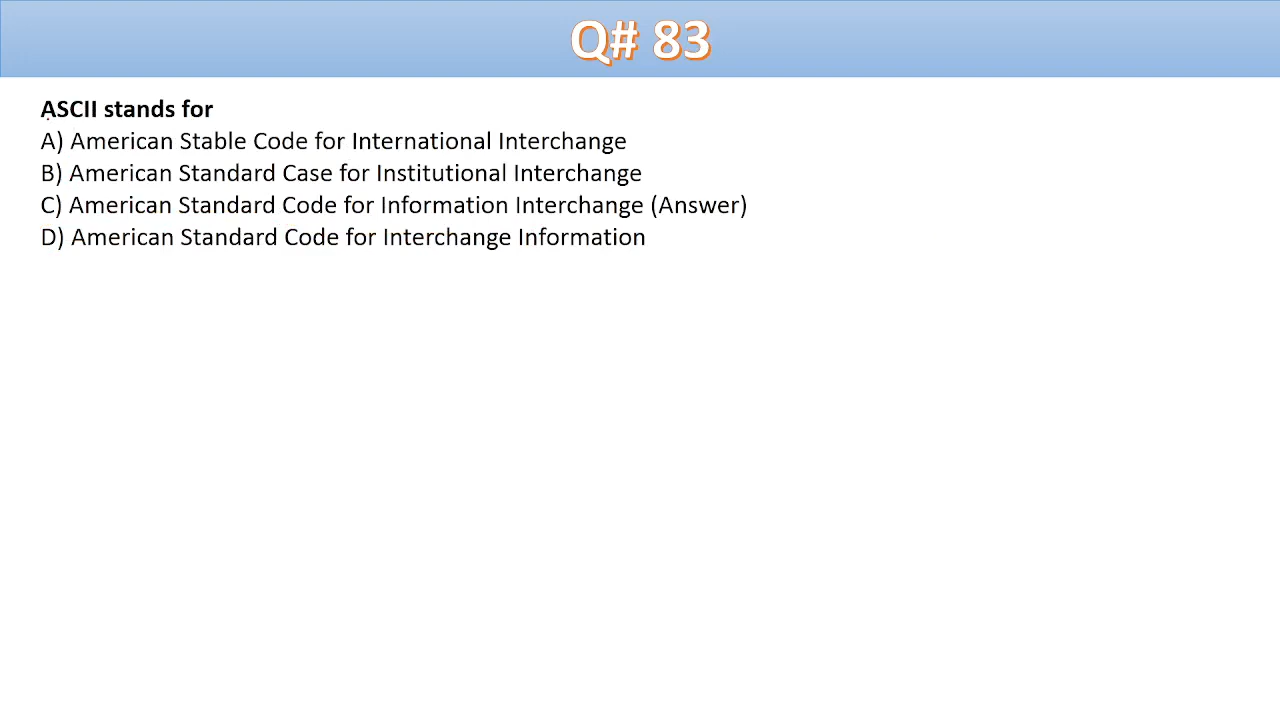 Q# 83
ASCII stands for
A) American Stable Code for International Interchange
B) American Standard Case for Institutional Interchange
C) American Standard Code for Information Interchange (Answer)
D) American Standard Code for Interchange Information